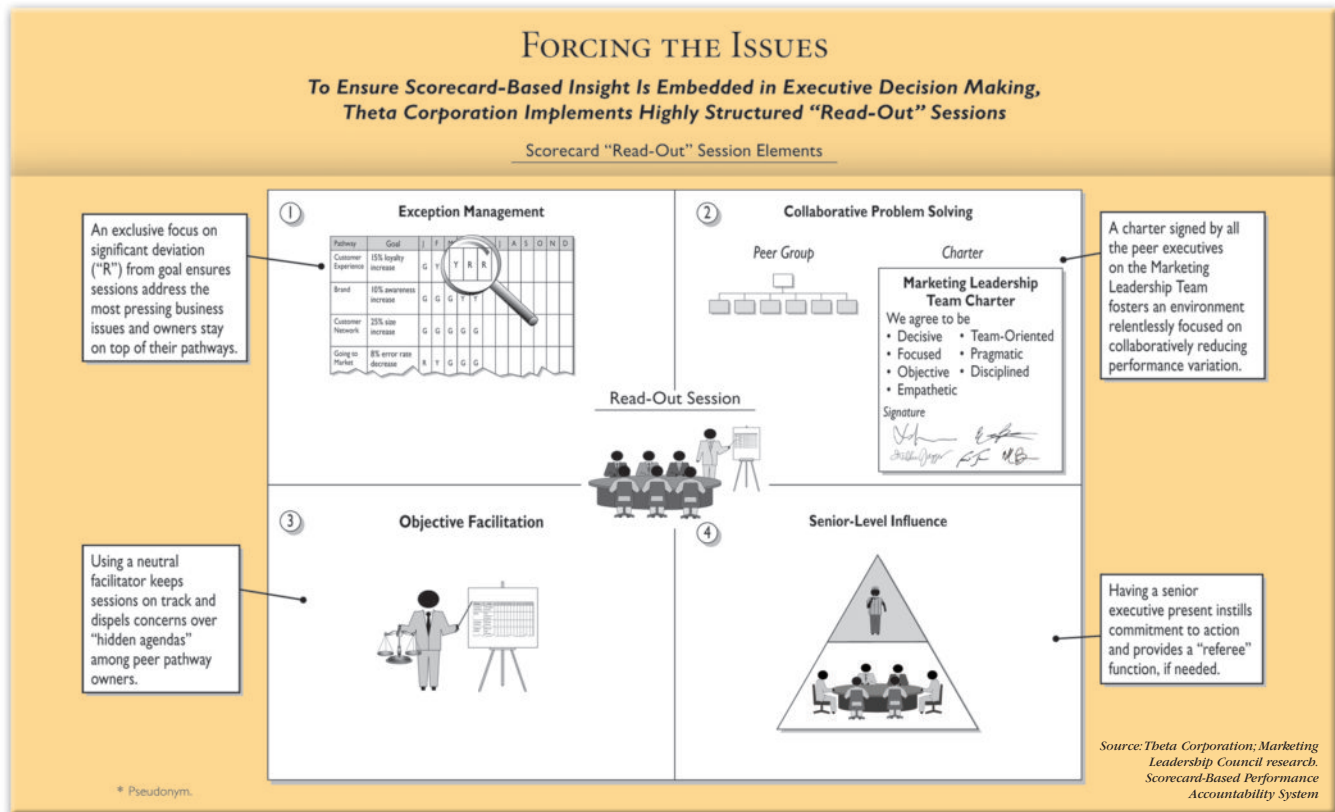 FORCING THE ISSUES
To Ensure Scorecard-Based Insight Is Embedded in Executive Decision Making,
Theta Corporation Implements Highly Structured “Read-Out” Sessions
Scorecard “Read-Out” Session Elements
An exclusive focus on
significant deviation
(“R”) from goal ensures
sessions address the
most pressing business
issues and owners stay
on top of their pathways.
1
Exception Management
Pathway Goal J F M J A S O N D
Customer
Experience
15% loyalty
increase
G Y Y R R
Brand
10% awareness
increase
G G G Y Y
Customer
Network
25% size
increase
G G G G G
Going to
Market
8% error rate
decrease
R Y G G G
2
Collaborative Problem Solving
Peer Group
Charter
Marketing Leadership
Team Charter
We agree to be
• Decisive • Team-Oriented
• Focused • Pragmatic
• Objective • Disciplined
• Empathetic
Signature
A charter signed by all
the peer executives
on the Marketing
Leadership Team
fosters an environment
relentlessly focused on
collaboratively reducing
performance variation.
Read-Out Session
3
Objective Facilitation
Using a neutral
facilitator keeps
sessions on track and
dispels concerns over
“hidden agendas”
among peer pathway
owners.
4
Senior-Level Influence
Having a senior
executive present instills
commitment to action
and provides a “referee”
function, if needed.
* Pseudonym.
Source: Theta Corporation; Marketing
Leadership Council research.
Scorecard-Based Performance
Accountability System